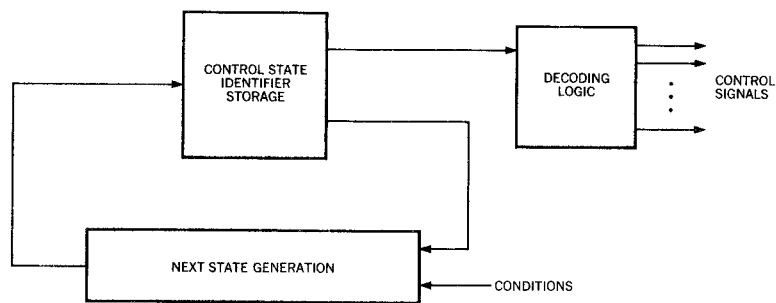 CONTROL STATE
IDENTIFIER
STORAGE
DECODING
LOGIC
CONTROL
SIGNALS
NEXT STATE GENERATION
CONDITIONS